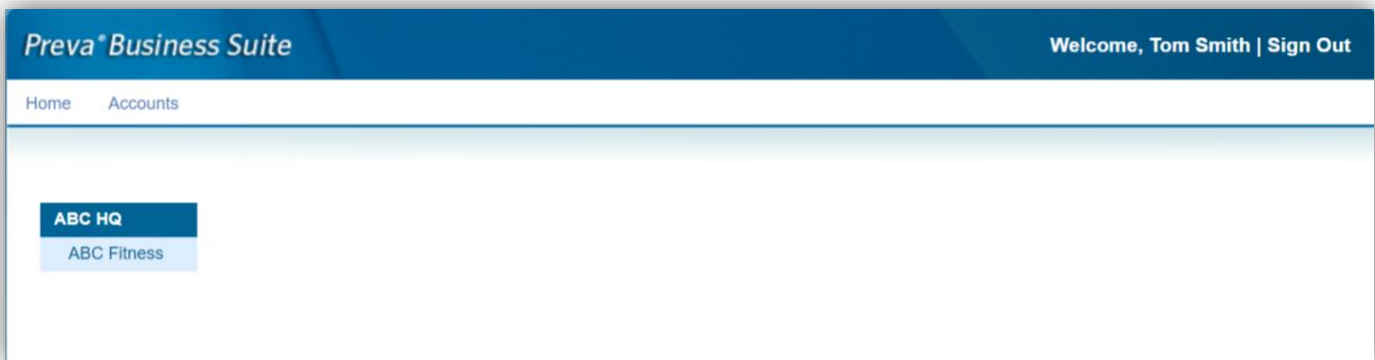 Preva® Business Suite
Welcome, Tom Smith | Sign Out
Home Accounts
ABC HQ
ABC Fitness